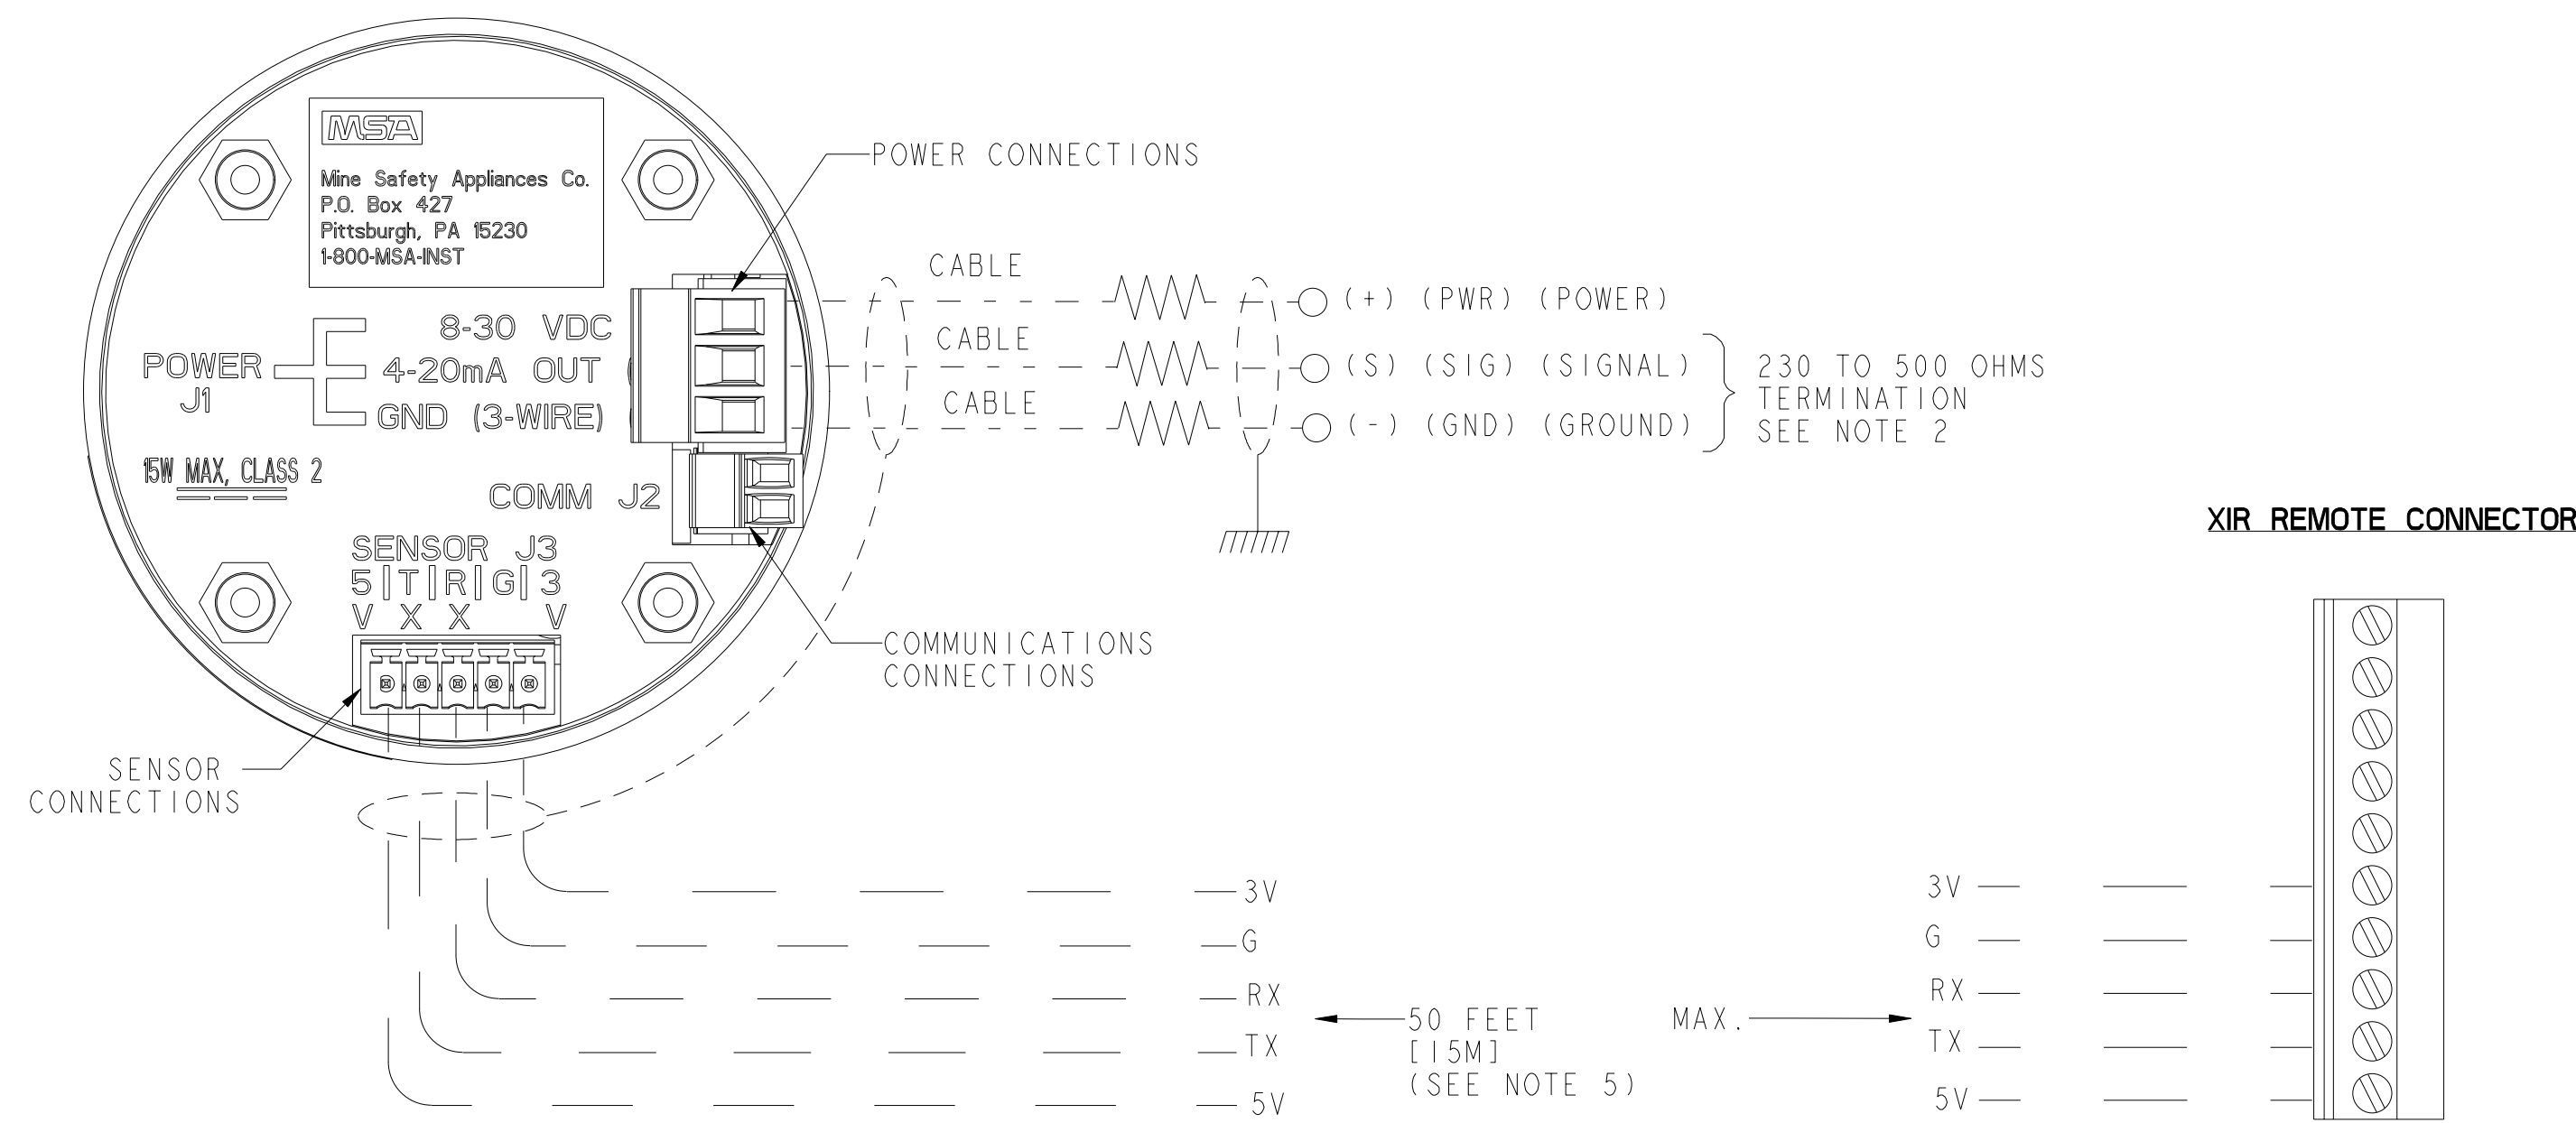 MSA
Mine Safety Appliances Co.
P.O. Box 427
Pittsburgh, PA 15230
1-800-MSA-INST
POWER CONNECTIONS
CABLE
(+) (PWR) (POWER)
8-30 VDC
CABLE
POWER
J1
4-20mA OUT
(S) (SIG) (SIGNAL)
230 TO 500 OHMS
TERMINATION
SEE NOTE 2
CABLE
GND (3-WIRE)
(-) (GND) (GROUND)
15W MAX, CLASS 2
COMM J2
XIR REMOTE CONNECTOR
SENSOR J3
5|T|R|G|3
V X X V
COMMUNICATIONS
CONNECTIONS
SENSOR
CONNECTIONS
3V
G
RX
TX
5V
50 FEET
[15M]
(SEE NOTE 5)
MAX.
3V
G
RX
TX
5V